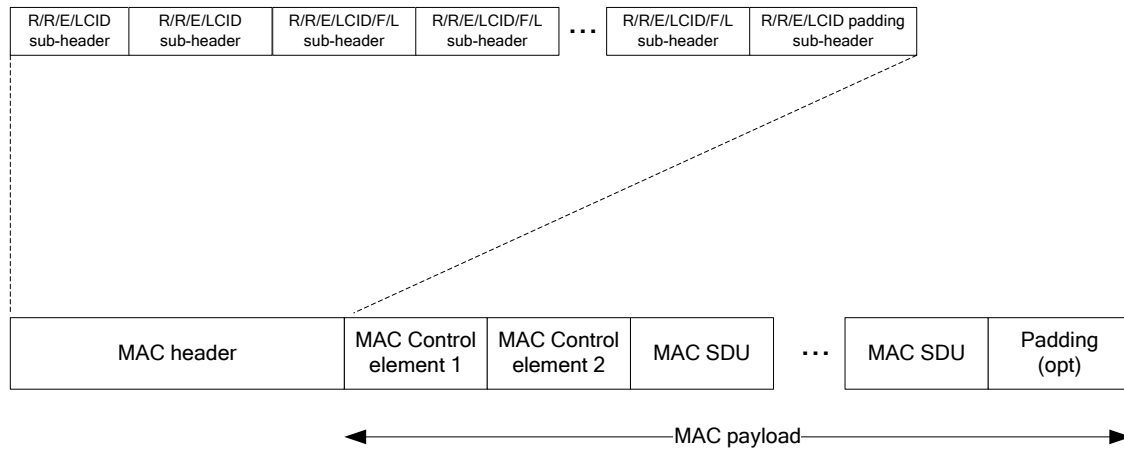 R/R/E/LCID
sub-header
R/R/E/LCID
sub-header
R/R/E/LCID/F/L
sub-header
R/R/E/LCID/F/L
sub-header
...
R/R/E/LCID/F/L
sub-header
R/R/E/LCID padding
sub-header
MAC header
MAC Control
element 1
MAC Control
element 2
MAC SDU
...
MAC SDU
Padding
(opt)
MAC payload